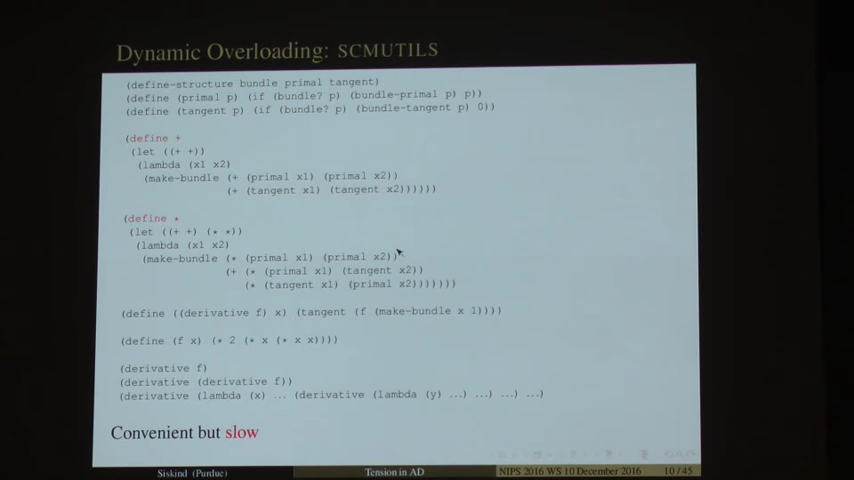 Dynamic Overloading: SCMUTILS
(define-structure bundle primal tangent)
(define (primal p) (if (bundle? p) (bundle-primal p) p))
(define (tangent p) (if (bundle? p) (bundle-tangent p) 0))
(define +
(let ((+ +))
(lambda (x1 x2)
(make-bundle (+ (primal x1) (primal x2))
(+ (tangent x1) (tangent x2))))))
(define *
(let ((+ +) (* *))
(lambda (x1 x2)
(make-bundle (* (primal x1) (primal x2))
(+ (* (primal x1) (tangent x2))
(* (tangent x1) (primal x2)))))))
(define ((derivative f) x) (tangent (f (make-bundle x 1))))
(define (f x) (* 2 (* x (* x x))))
(derivative f)
(derivative (derivative f))
(derivative (lambda (x) ... (derivative (lambda (y) ...) ...) ...) ...)
Convenient but slow
Siskind (Purdue) Tension in AD NIPS 2016 WS 10 December 2016 10 / 45